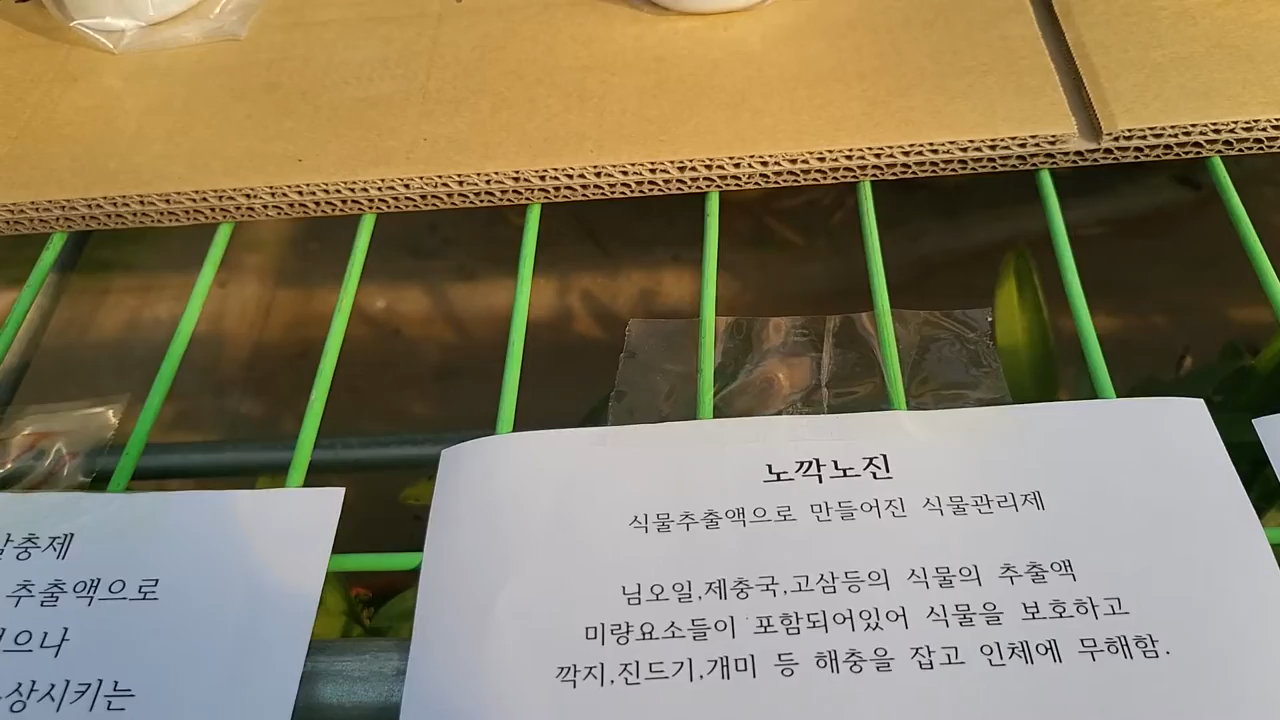 노깍노진
식물추출액으로 만들어진 식물관리제
님오일,제충국,고삼등의 식물의 추출액
미량요소들이 포함되어있어 식물을 보호하고
깍지,진드기,개미 등 해충을 잡고 인체에 무해함.
추출액으로